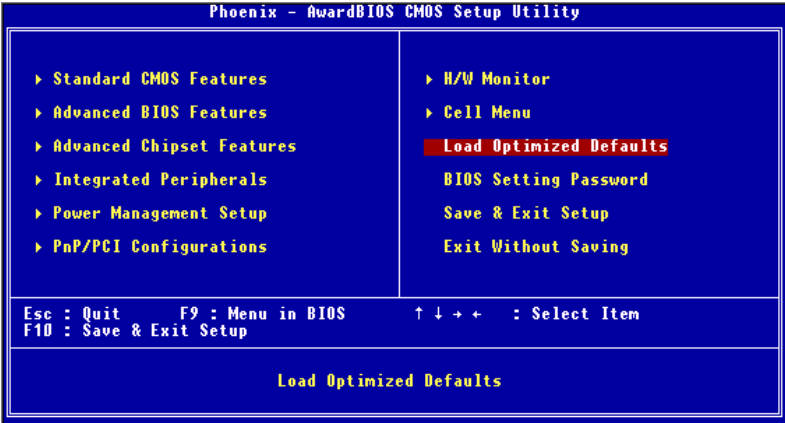 Phoenix - AwardBIOS CMOS Setup Utility
Standard CMOS Features
Advanced BIOS Features
Advanced Chipset Features
Integrated Peripherals
Power Management Setup
PnP/PCI Configurations
H/W Monitor
Cell Menu
Load Optimized Defaults
BIOS Setting Password
Save & Exit Setup
Exit Without Saving
Esc : Quit F9 : Menu in BIOS ↑ ↓ → ← : Select Item
F10 : Save & Exit Setup
Load Optimized Defaults